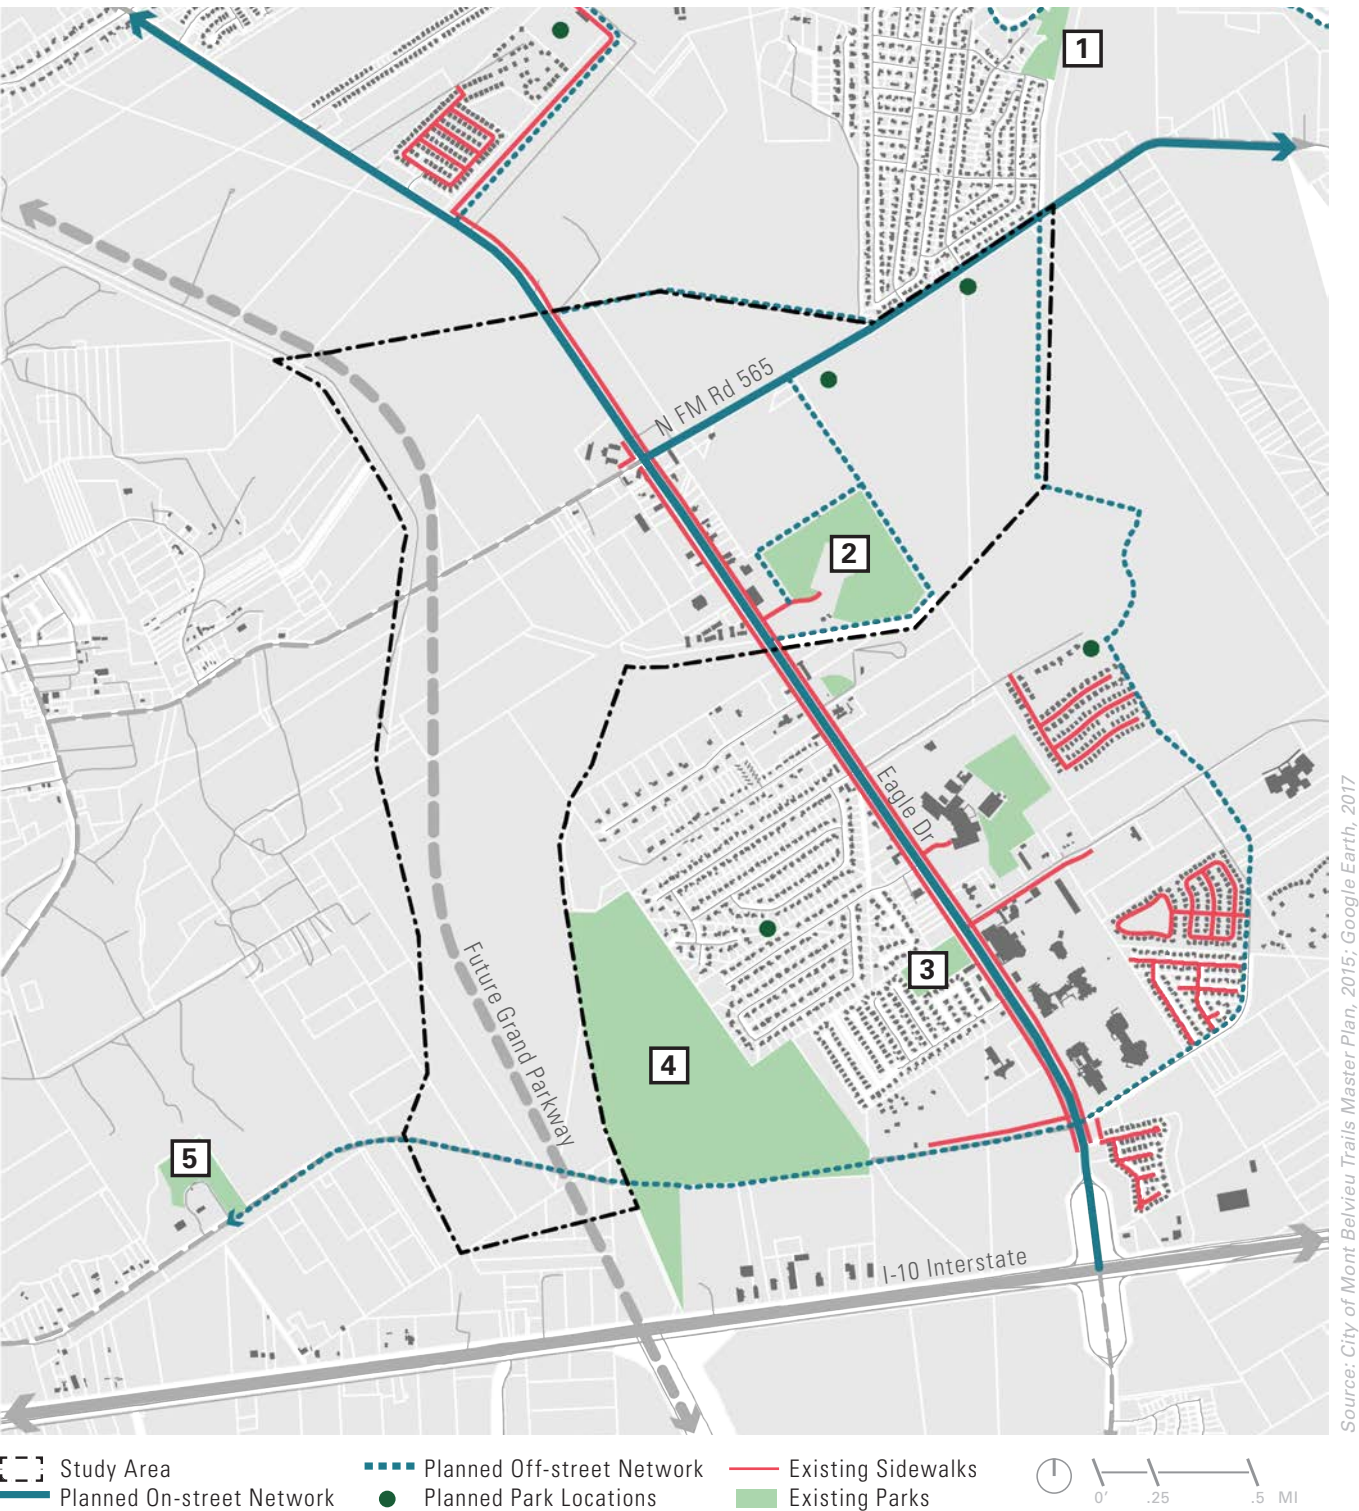 1
N FM Rd 565
2
Eagle Dr
3
Future Grand Parkway
4
5
I-10 Interstate
Source: City of Mont Belvieu Trails Master Plan, 2015; Google Earth, 2017
Study Area
Planned Off-street Network
Existing Sidewalks
Planned On-street Network
Planned Park Locations
Existing Parks
0' .25 .5 MI